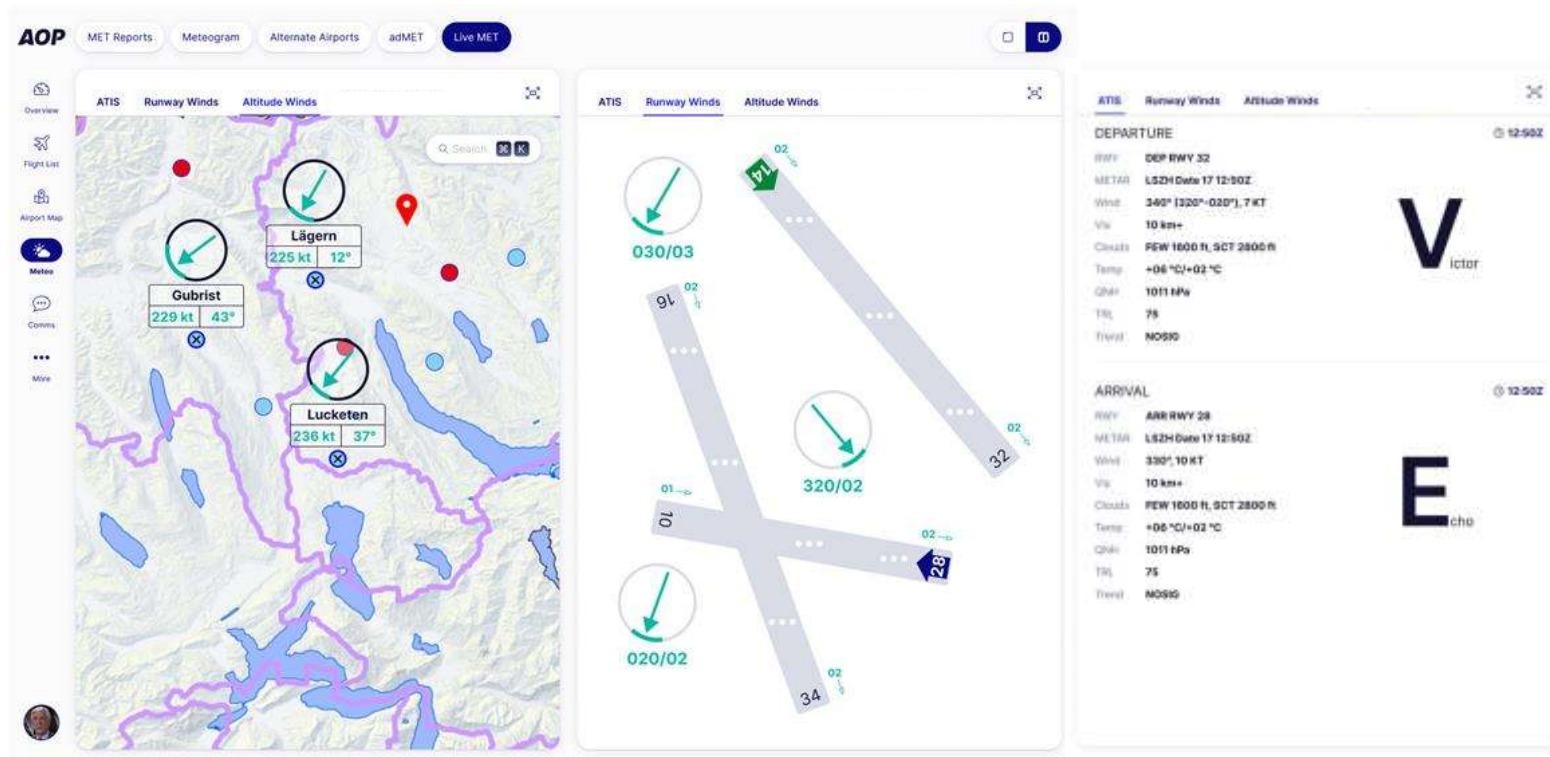 AOP
MET Reports
Meteogram
Alternate Airports
adMET
Live MET
Overview
Flight List
Airport Map
Meteo
Comms
More
ATIS Runway Winds Altitude Winds
Search ⌘ K
Lägern
225 kt 12°
Gubrist
229 kt 43°
Lucketen
236 kt 37°
ATIS Runway Winds Altitude Winds
02
14
030/03
16
02
320/02
02
32
01
10
02
28
020/02
02
34
ATIS Runway Winds Altitude Winds
DEPARTURE 12:50Z
RWY DEP RWY 32
METAR LSZH Date 17 12:50Z
Wind 340° (320°-020°), 7 KT
Vis 10 km+
Clouds FEW 1600 ft, SCT 2800 ft
Temp +06 °C/+02 °C
QNH 1011 hPa
TRL 75
Trend NOSIG
Victor
ARRIVAL 12:50Z
RWY ARR RWY 28
METAR LSZH Date 17 12:50Z
Wind 330°, 10 KT
Vis 10 km+
Clouds FEW 1600 ft, SCT 2800 ft
Temp +06 °C/+02 °C
QNH 1011 hPa
TRL 75
Trend NOSIG
Echo